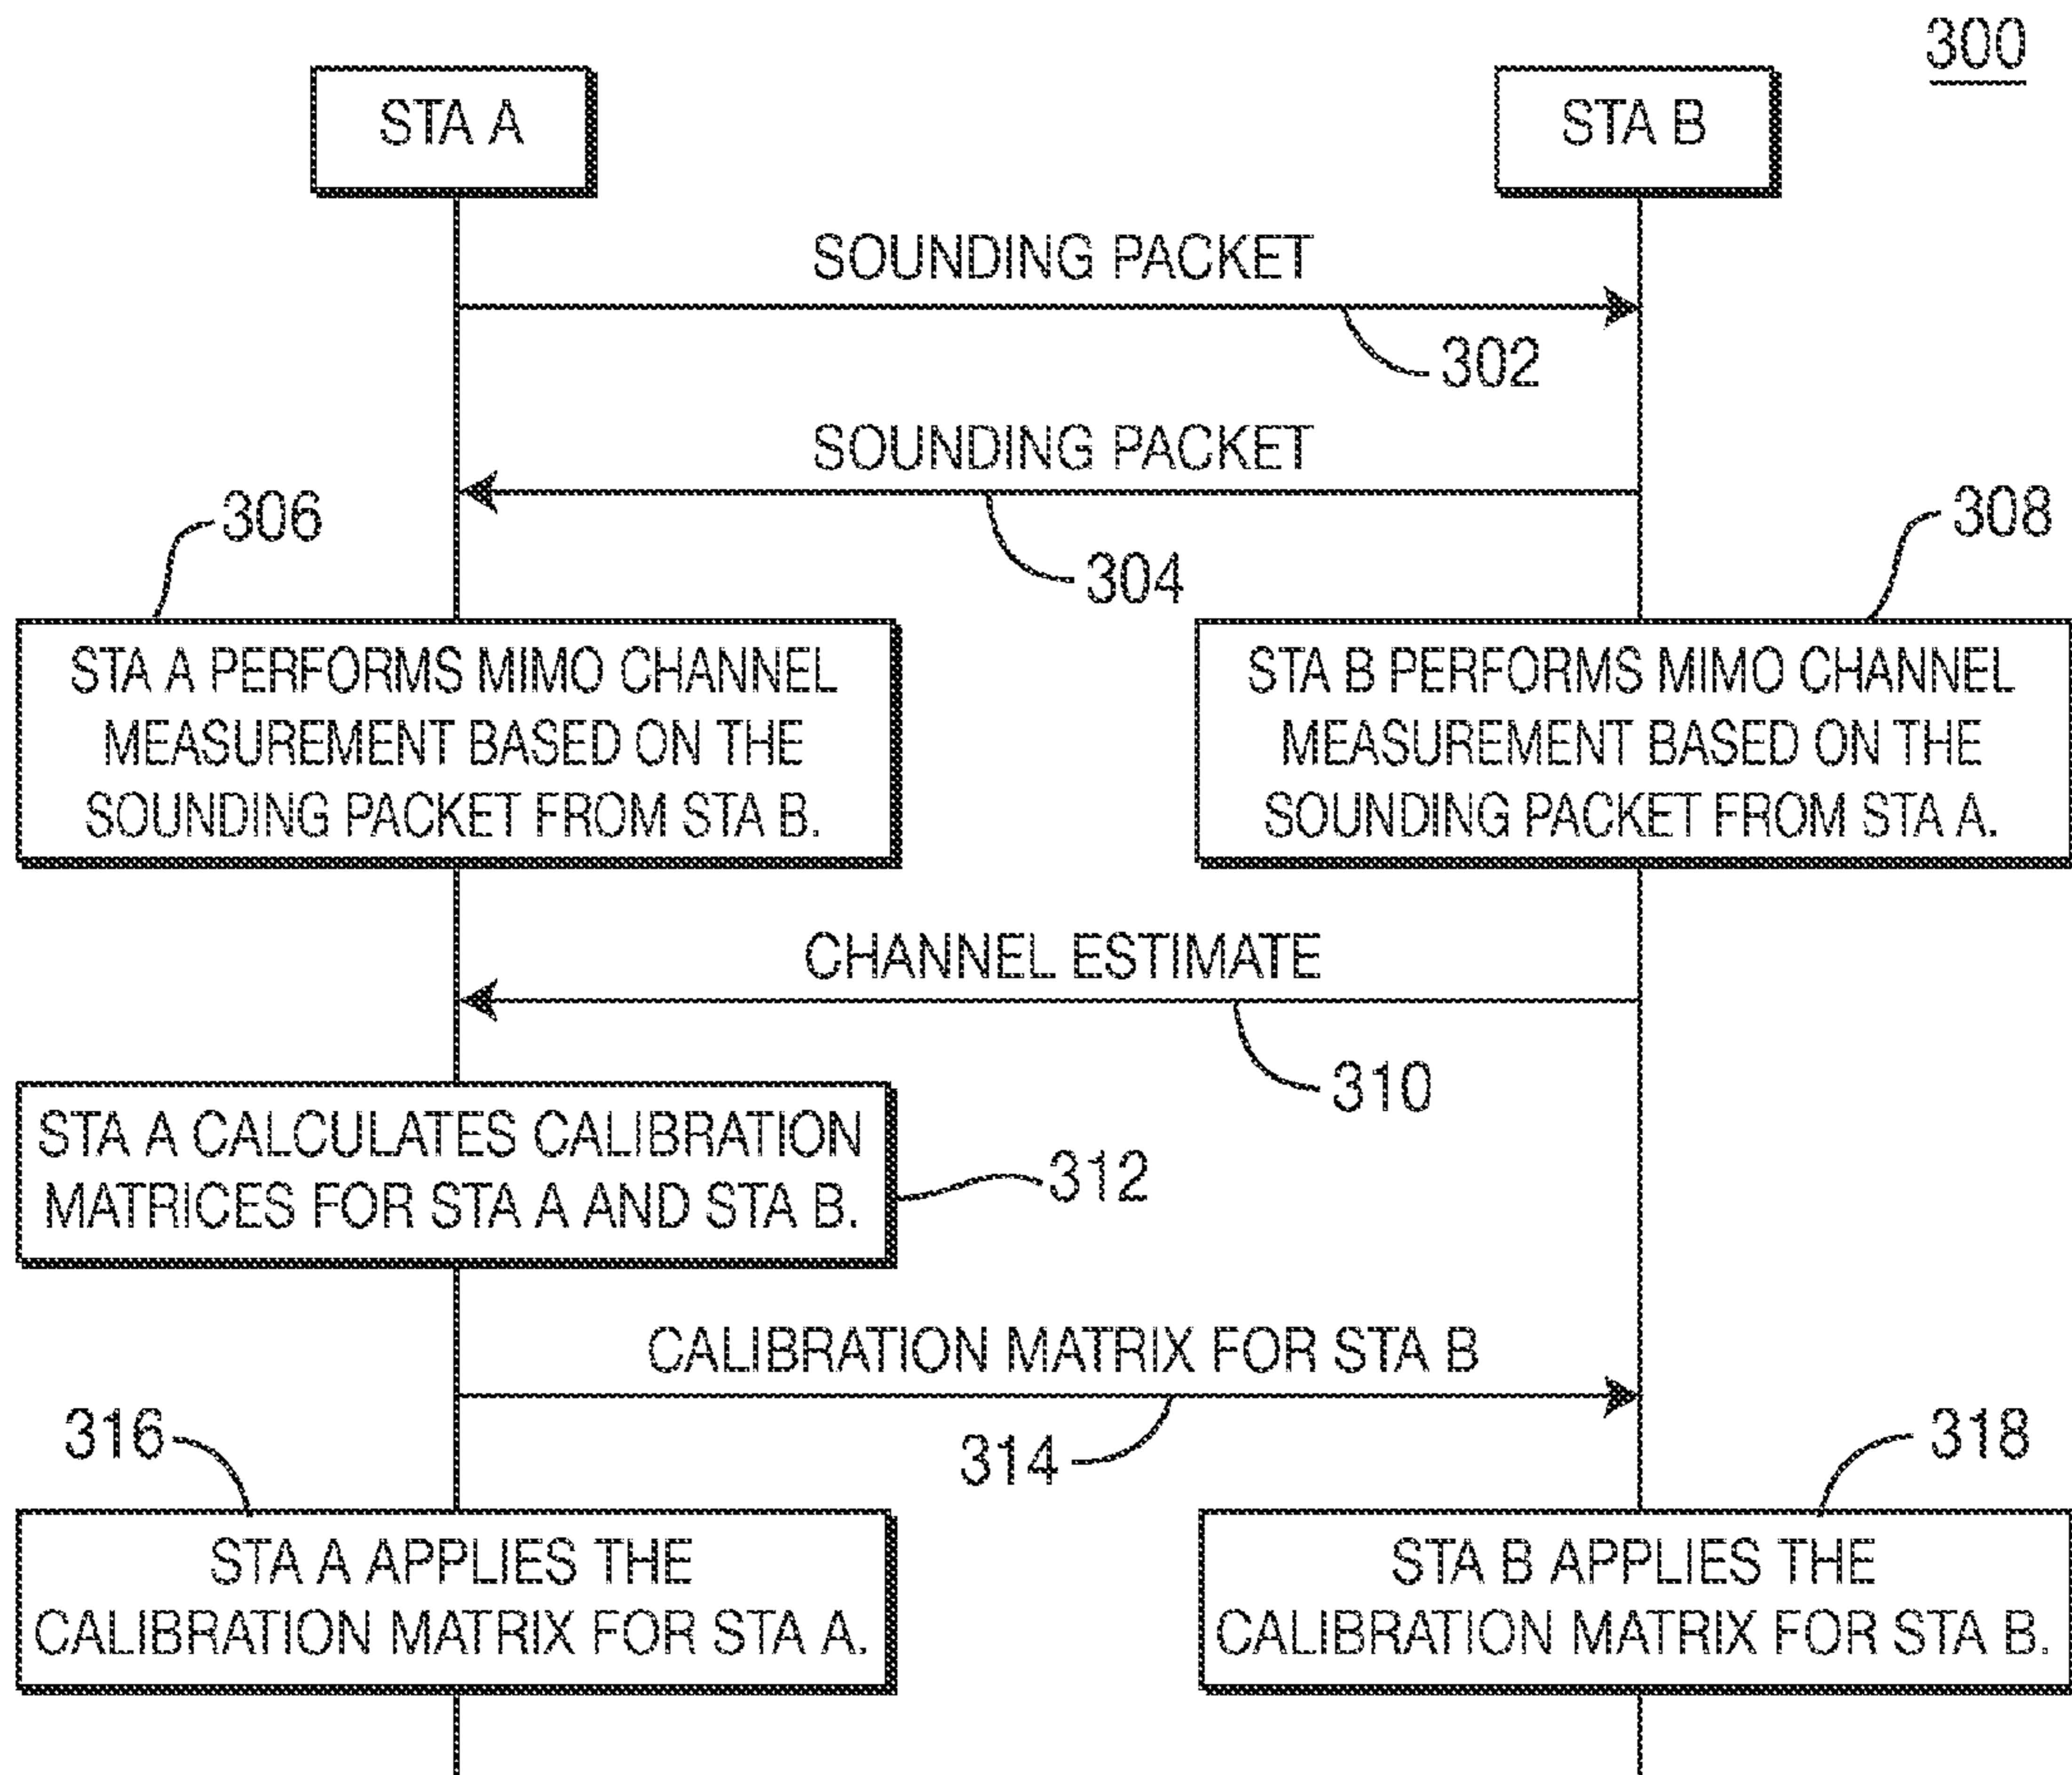 300
STA A
STA B
SOUNDING PACKET
302
SOUNDING PACKET
304
306
308
STA A PERFORMS MIMO CHANNEL
MEASUREMENT BASED ON THE
SOUNDING PACKET FROM STA B.
STA B PERFORMS MIMO CHANNEL
MEASUREMENT BASED ON THE
SOUNDING PACKET FROM STA A.
CHANNEL ESTIMATE
310
STA A CALCULATES CALIBRATION
MATRICES FOR STA A AND STA B.
312
CALIBRATION MATRIX FOR STA B
314
316
318
STA A APPLIES THE
CALIBRATION MATRIX FOR STA A.
STA B APPLIES THE
CALIBRATION MATRIX FOR STA B.